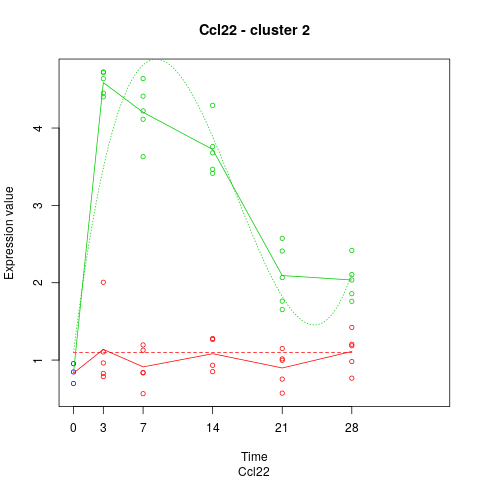 Ccl22 - cluster 2
Expression value
4
3
2
1
0 3 7 14 21 28
Time
Ccl22